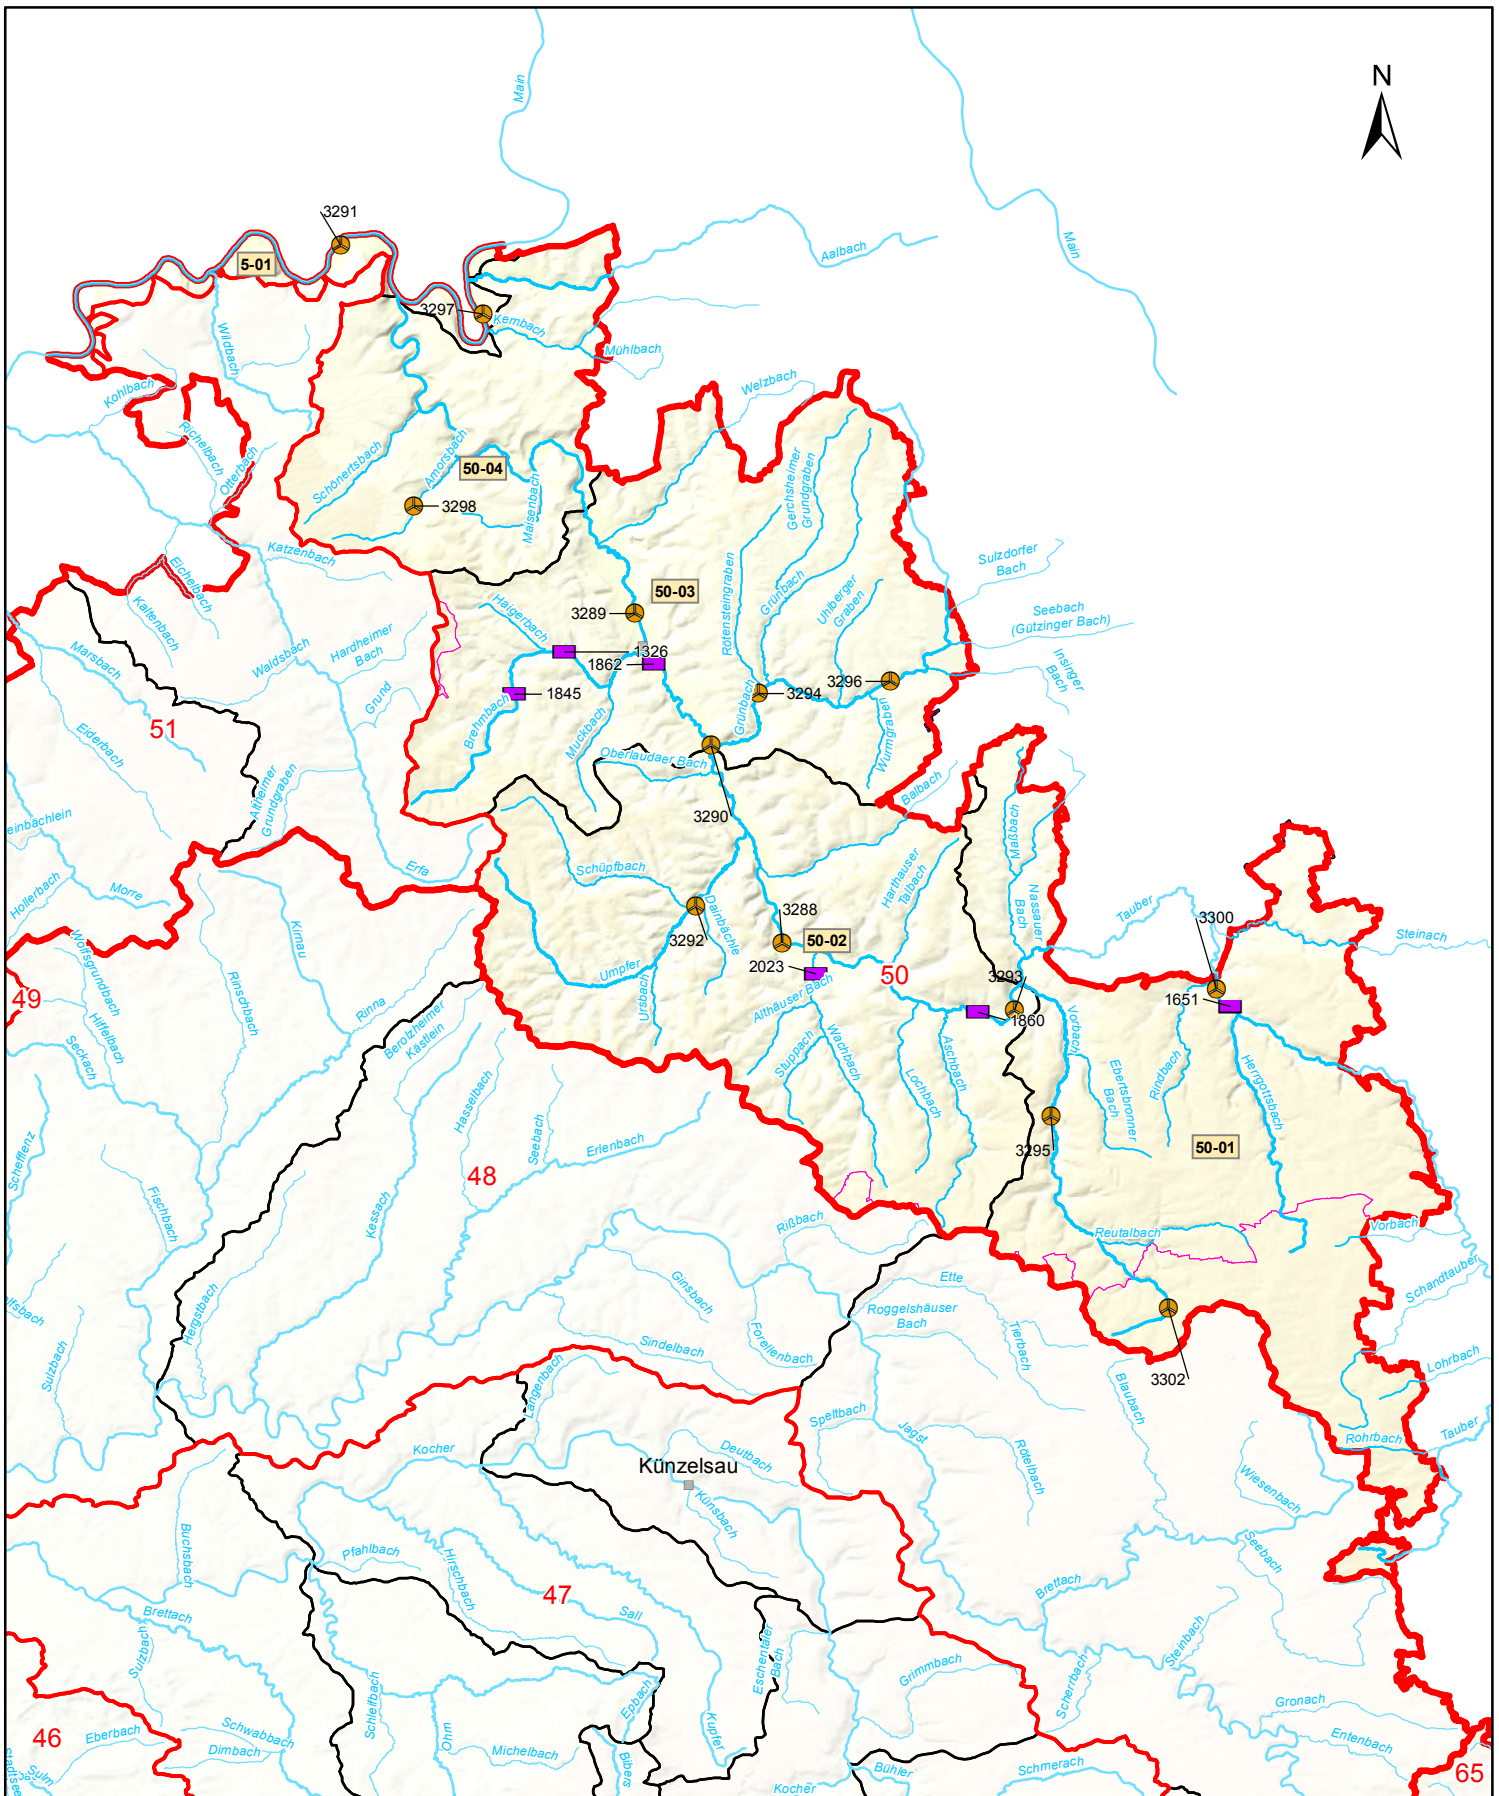 N
Main
Main
3291
5-01
Aalbach
3297
Kembach
Mühlbach
Wildbach
Kohlbach
Welzbach
Richelbach
Otterbach
Schönertsbach
Amorsbach
50-04
3298
Maisenbach
Gerchsheimer
Grundgraben
Katzenbach
Eichelbach
Kaltenbach
Sulzdorfer
Bach
Rötensteingraben
Grünbach
Uhlberger
Graben
50-03
3289
Haigerbach
Seebach
(Gützinger Bach)
Hardheimer
Bach
Waldsbach
Marsbach
1326
1862
Insinger
Bach
3296
3294
1845
Grund
Brehmbach
Muckbach
Grünbach
Wurmgraben
51
Eiderbach
Oberlaudaer Bach
Altheimer
Grundgraben
Balbach
3290
einbächlein
Maßbach
Erfa
Schüpfbach
Harthauser
Talbach
Hollerbach
Morre
Dainbächle
3288
Nassauer
Bach
Tauber
3300
Kirnau
3292
50-02
Steinach
Wolfsgrundbach
Hiffelbach
Rinschbach
Umpfer
2023
50
3293
49
Rinna
Ursbach
Althäuser Bach
1651
1860
Berolzheimer
Kästlein
Seckach
Stuppach
Wachbach
Aschbach
Lochbach
Vorbach
Ebertsbronner
Bach
Rindbach
Herrgottsbach
Hasselbach
Seebach
Erlenbach
3295
50-01
Schefflenz
48
Fischbach
Kessach
Rißbach
Reutalbach
Vorbach
Ginsbach
Ette
Schandtauber
Roggelshäuser
Bach
Hergstbach
Forellenbach
Tierbach
Sindelbach
Sulzbach
3302
Lohrbach
Langenbach
Blaubach
Speltbach
Jagst
Tauber
Rohrbach
Kocher
Deutbach
Rötelbach
Künzelsau
Wiesenbach
Künsbach
Buchsbach
Pfahlbach
Hirschbach
Seebach
47
Brettach
Brettach
Sall
Steinbach
Sulzbach
Eschentaler
Bach
Grimmbach
Scherrbach
Schleifbach
Epbach
Gronach
46
Eberbach
Schwabbach
Dimbach
Ohrn
Michelbach
Kupfer
Entenbach
Bibers
Bühler
Schmerach
65
Sulm
Kocher